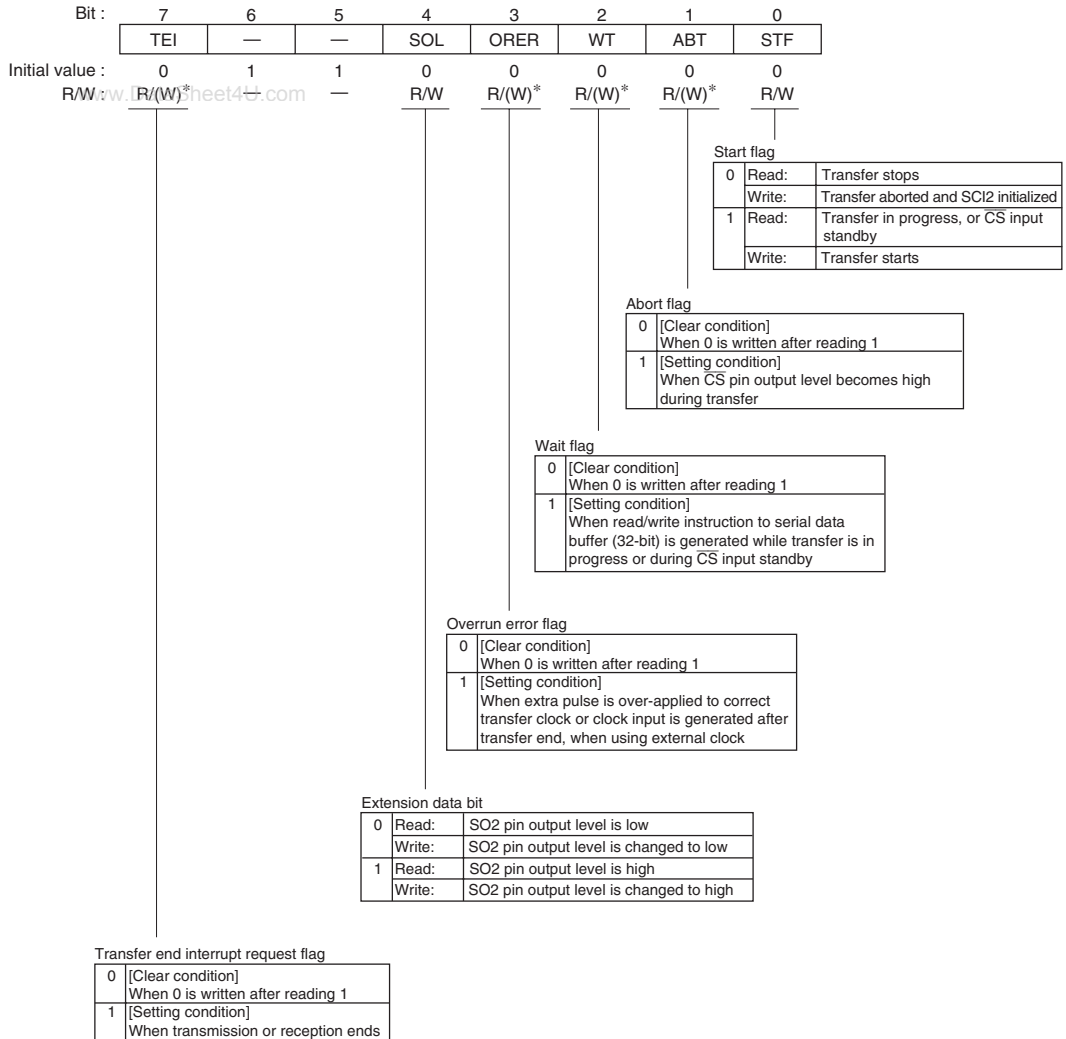 Bit : 7 6 5 4 3 2 1 0
TEI — — SOL ORER WT ABT STF
Initial value : 0 1 1 0 0 0 0 0
R/W : R/(W)* — — R/W R/(W)* R/(W)* R/(W)* R/W
www.DataSheet4U.com
Start flag
0 Read: Transfer stops
Write: Transfer aborted and SCI2 initialized
1 Read: Transfer in progress, or CS input
standby
Write: Transfer starts
Abort flag
0 [Clear condition]
When 0 is written after reading 1
1 [Setting condition]
When CS pin output level becomes high
during transfer
Wait flag
0 [Clear condition]
When 0 is written after reading 1
1 [Setting condition]
When read/write instruction to serial data
buffer (32-bit) is generated while transfer is in
progress or during CS input standby
Overrun error flag
0 [Clear condition]
When 0 is written after reading 1
1 [Setting condition]
When extra pulse is over-applied to correct
transfer clock or clock input is generated after
transfer end, when using external clock
Extension data bit
0 Read: SO2 pin output level is low
Write: SO2 pin output level is changed to low
1 Read: SO2 pin output level is high
Write: SO2 pin output level is changed to high
Transfer end interrupt request flag
0 [Clear condition]
When 0 is written after reading 1
1 [Setting condition]
When transmission or reception ends